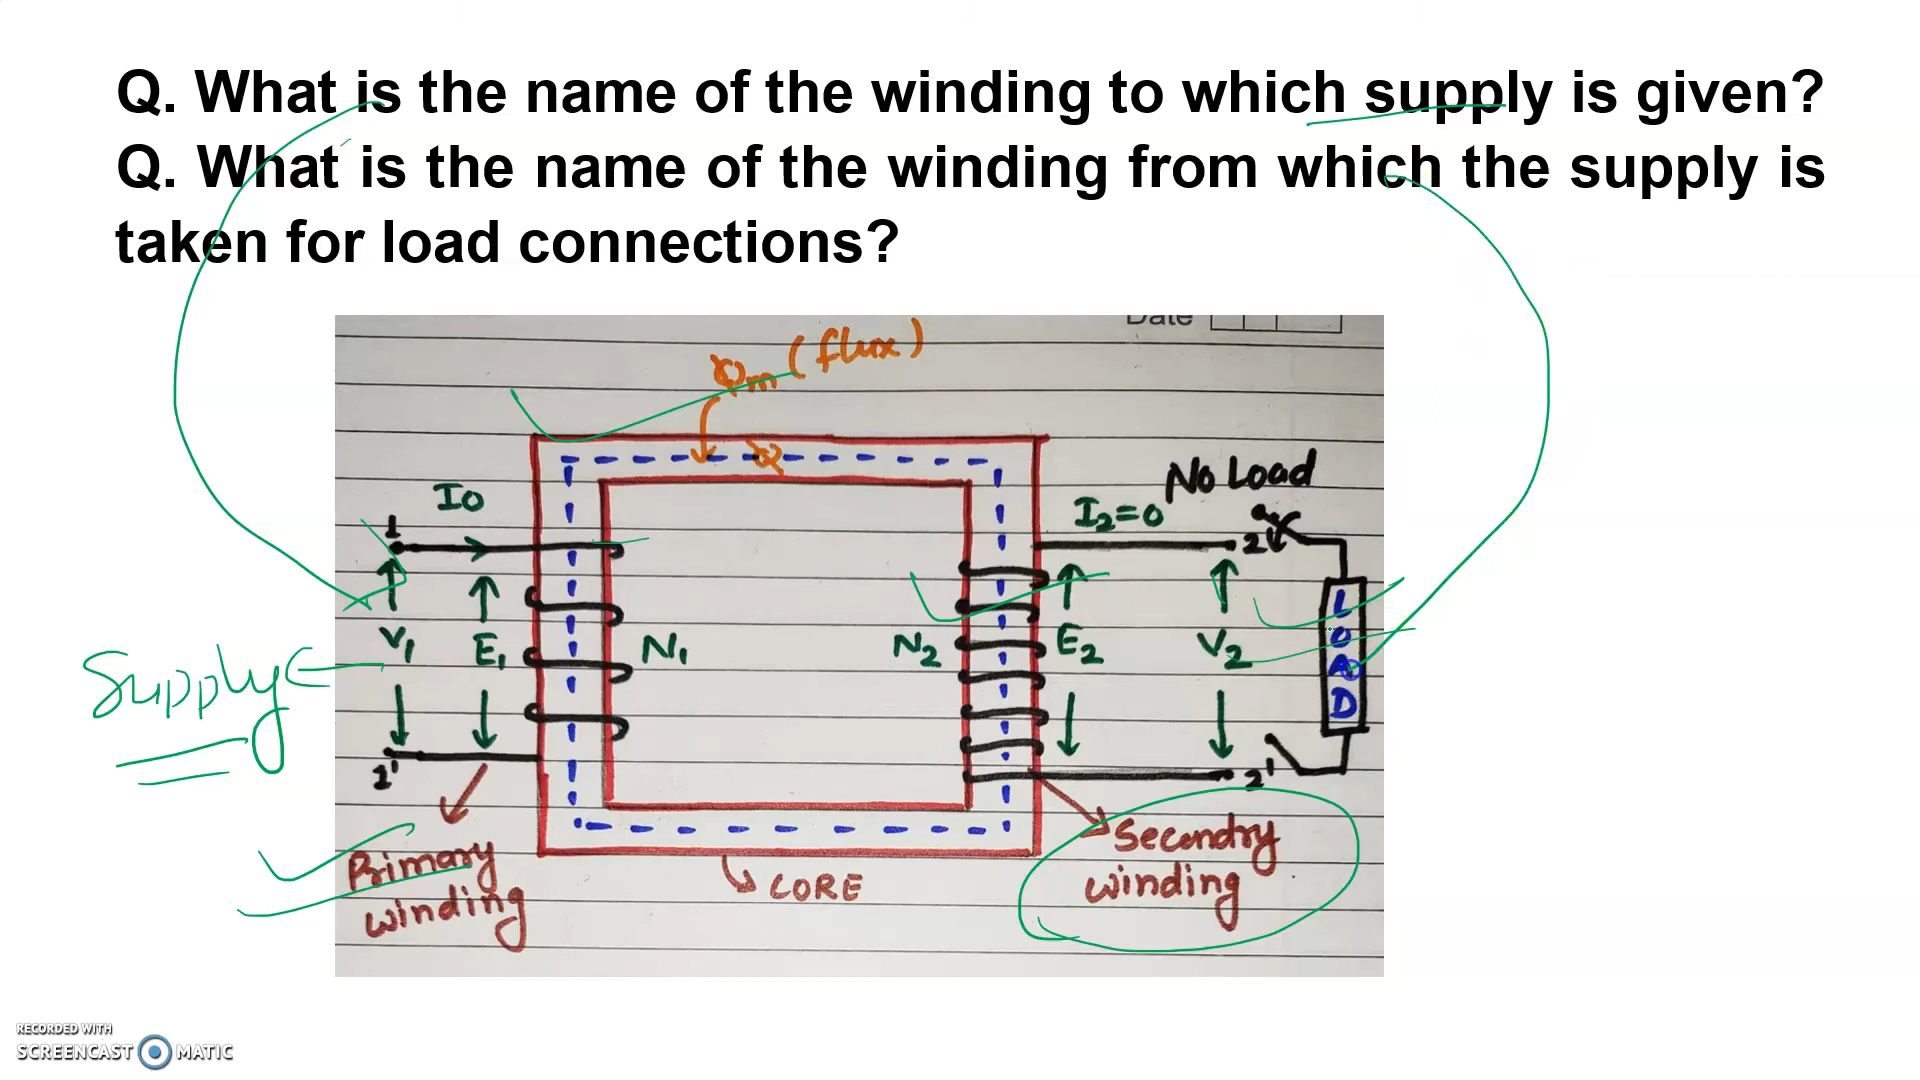 Q. What is the name of the winding to which supply is given?
Q. What is the name of the winding from which the supply is
taken for load connections?
Date
Φm (flux)
No Load
I0
I2=0
1
2
V1
E1
N1
N2
E2
V2
LOAD
Supply
1'
2'
Primary
winding
CORE
Secondry
winding
RECORDED WITH
SCREENCAST MATIC